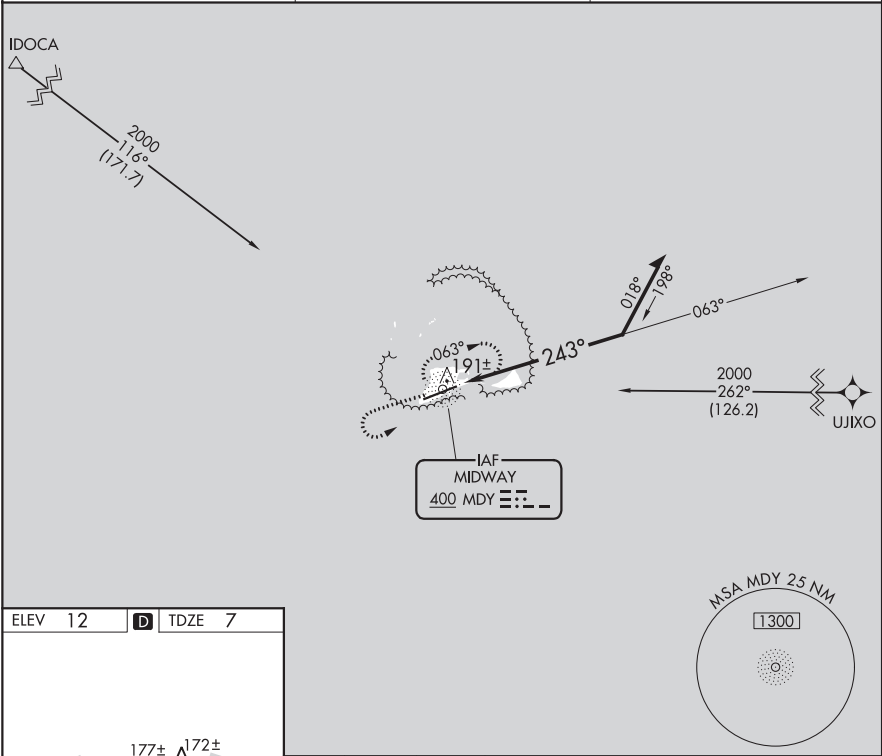 IDOCA
2000
116°
(171.7)
018°
198°
063°
063°
191±
243°
2000
262°
(126.2)
UJIXO
IAF
MIDWAY
400 MDY
MSA MDY 25 NM
1300
ELEV 12 D TDZE 7
177± 172±